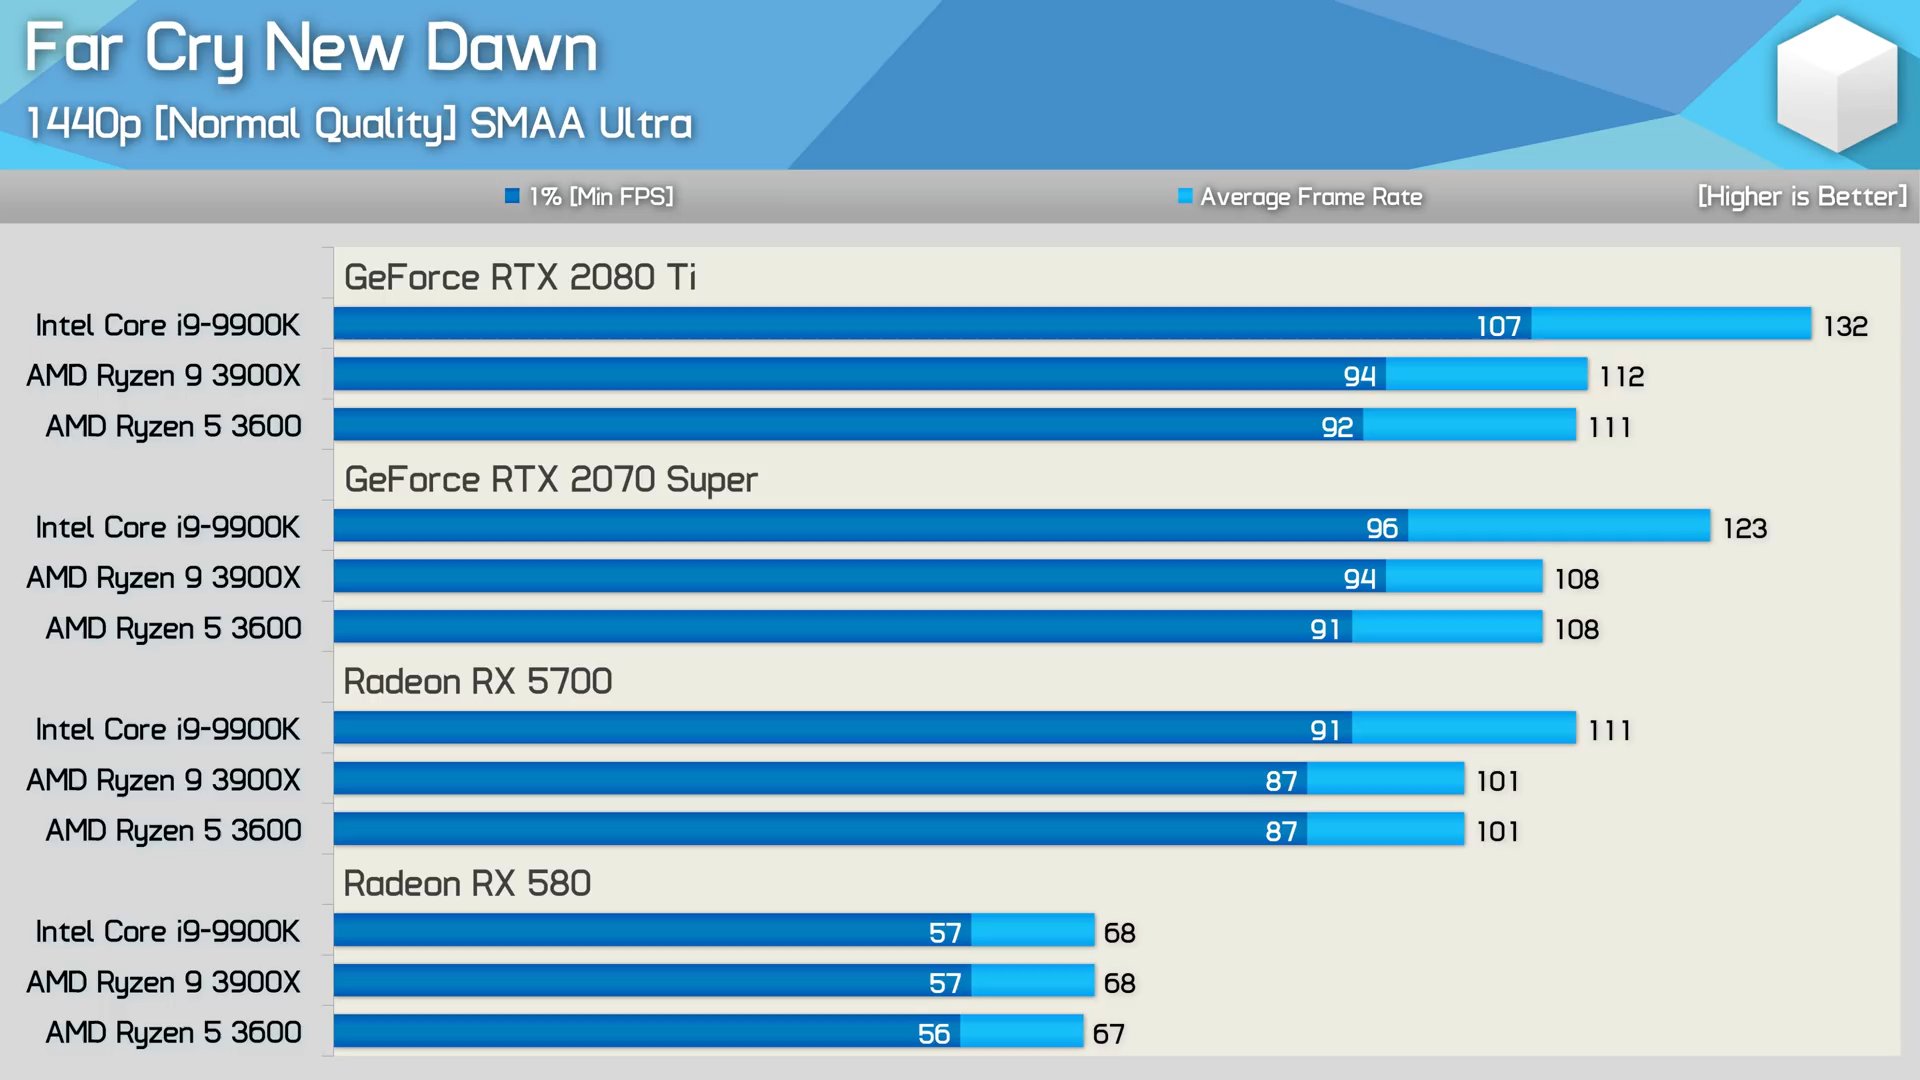 Far Cry New Dawn
1440p [Normal Quality] SMAA Ultra
1% [Min FPS] Average Frame Rate [Higher is Better]
GeForce RTX 2080 Ti
Intel Core i9-9900K 107 132
AMD Ryzen 9 3900X 94 112
AMD Ryzen 5 3600 92 111
GeForce RTX 2070 Super
Intel Core i9-9900K 96 123
AMD Ryzen 9 3900X 94 108
AMD Ryzen 5 3600 91 108
Radeon RX 5700
Intel Core i9-9900K 91 111
AMD Ryzen 9 3900X 87 101
AMD Ryzen 5 3600 87 101
Radeon RX 580
Intel Core i9-9900K 57 68
AMD Ryzen 9 3900X 57 68
AMD Ryzen 5 3600 56 67